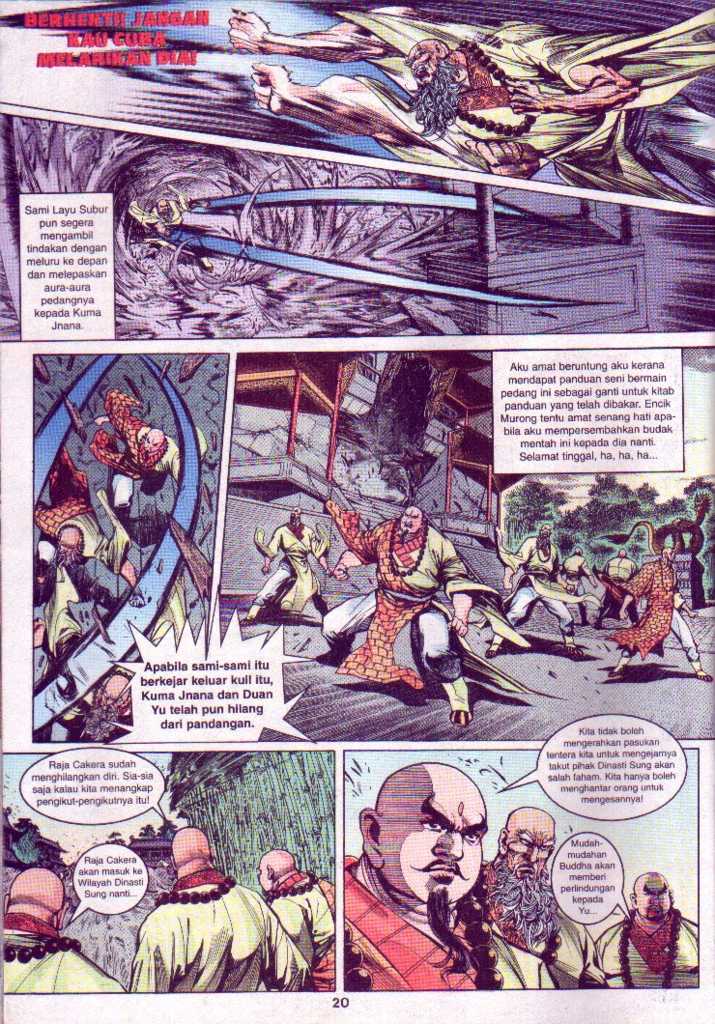 BERHENTI! JANGAN
KAU CUBA
MELARIKAN DIA!
Sami Layu Subur
pun segera
mengambil
tindakan dengan
meluru ke depan
dan melepaskan
aura-aura
pedangnya
kepada Kuma
Jnana.
Aku amat beruntung aku kerana
mendapat panduan seni bermain
pedang ini sebagai ganti untuk kitab
panduan yang telah dibakar. Encik
Murong tentu amat senang hati apa-
bila aku mempersembahkan budak
mentah ini kepada dia nanti.
Selamat tinggal, ha, ha, ha...
Apabila sami-sami itu
berkejar keluar kuil itu,
Kuma Jnana dan Duan
Yu telah pun hilang
dari pandangan.
Raja Cakera sudah
menghilangkan diri. Sia-sia
saja kalau kita menangkap
pengikut-pengikutnya itu!
Raja Cakera
akan masuk ke
Wilayah Dinasti
Sung nanti...
Kita tidak boleh
mengerahkan pasukan
tentera kita untuk mengejarnya
takut pihak Dinasti Sung akan
salah faham. Kita hanya boleh
menghantar orang untuk
mengesannya!
Mudah-
mudahan
Buddha akan
memberi
perlindungan
kepada
Yu...
20